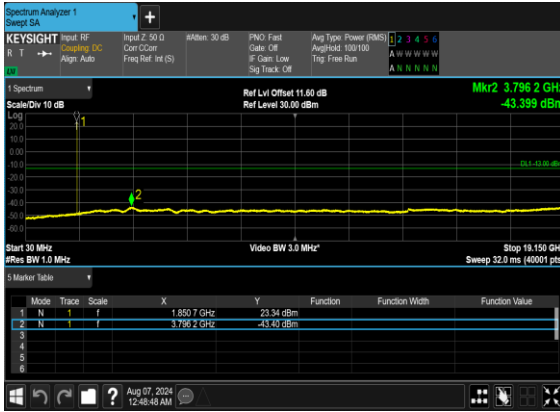 Spectrum Analyzer 1
Swept SA
+
KEYSIGHT Input: RF Input Z: 50 Ω #Atten: 30 dB PNO: Fast Avg Type: Power (RMS) 1 2 3 4 5 6
R T Coupling: DC Corr CCorr Gate: Off Avg|Hold: 100/100 A W W W W W
Align: Auto Freq Ref: Int (S) IF Gain: Low Trig: Free Run
Sig Track: Off A N N N N N
1 Spectrum Ref Lvl Offset 11.60 dB Mkr2 3.796 2 GHz
Scale/Div 10 dB Ref Level 30.00 dBm -43.399 dBm
Log
20.0
10.0
0.00
-10.0
-20.0
-30.0
-40.0
-50.0
-60.0
1
2
DL1 -13.00 dBm
Start 30 MHz Video BW 3.0 MHz* Stop 19.150 GHz
#Res BW 1.0 MHz Sweep 32.0 ms (40001 pts)
5 Marker Table
Mode Trace Scale X Y Function Function Width Function Value
1 N 1 f 1.850 7 GHz 23.34 dBm
2 N 1 f 3.796 2 GHz -43.40 dBm
3
4
5
6
? Aug 07, 2024
12:48:48 AM